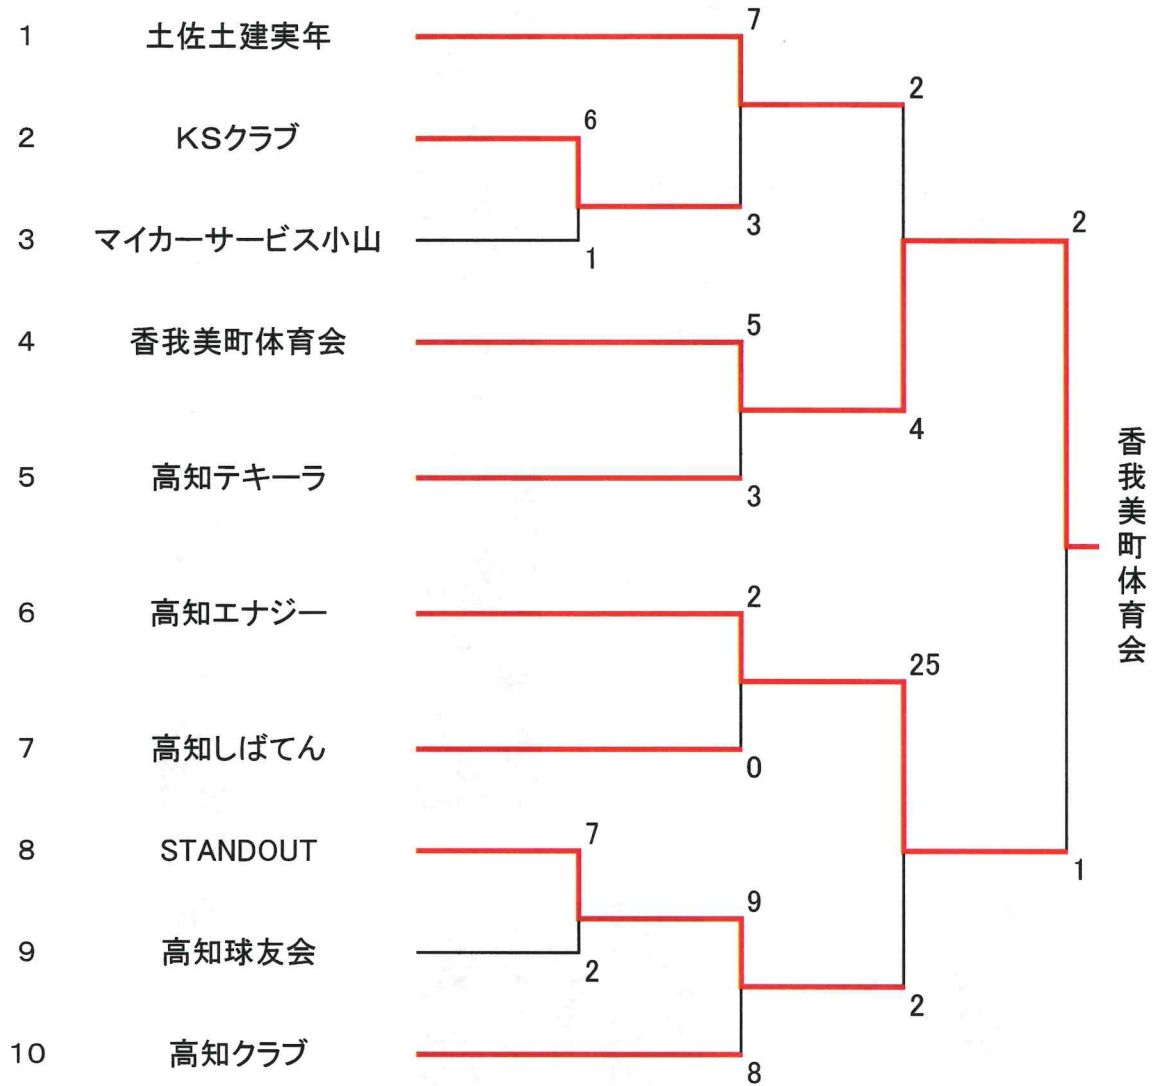 1 土佐土建実年
7
2
2 KSクラブ
6
3 マイカーサービス小山
1
3
2
4 香我美町体育会
5
4
5 高知テキーラ
3
香我美町体育会
6 高知エナジー
2
25
7 高知しばてん
0
8 STANDOUT
7
1
9
9 高知球友会
2
2
10 高知クラブ
8